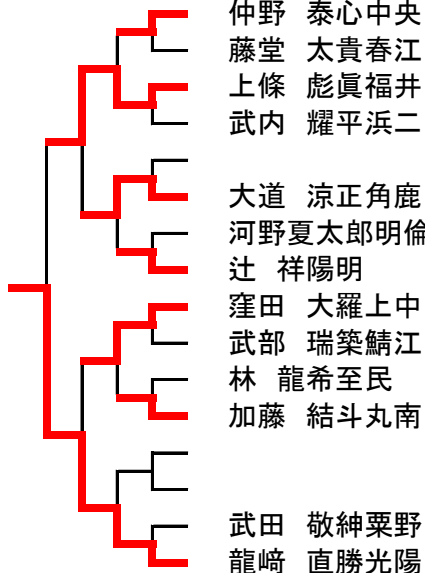 仲野 泰心中央
藤堂 太貴春江
上條 彪眞福井
武内 耀平浜二
大道 涼正角鹿
河野夏太郎明倫
辻 祥陽明
窪田 大羅上中
武部 瑞築鯖江
林 龍希至民
加藤 結斗丸南
武田 敬紳粟野
龍﨑 直勝光陽